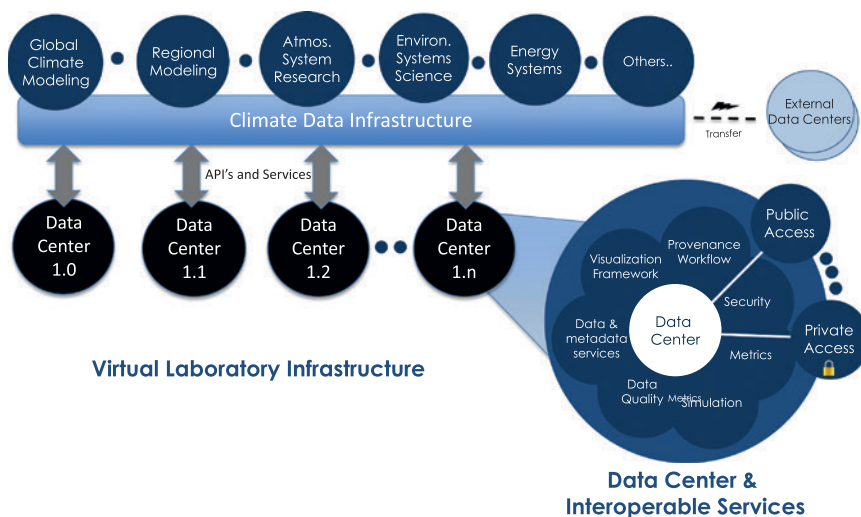 Global
Climate
Modeling
Regional
Modeling
Atmos.
System
Research
Environ.
Systems
Science
Energy
Systems
Others..
Climate Data Infrastructure
Transfer
External
Data Centers
API's and Services
Data
Center
1.0
Data
Center
1.1
Data
Center
1.2
Data
Center
1.n
Virtual Laboratory Infrastructure
Public
Access
Provenance
Workflow
Visualization
Framework
Security
Data &
metadata
services
Data
Center
Private
Access
Metrics
Data
Quality
Metrics
Simulation
Data Center &
Interoperable Services